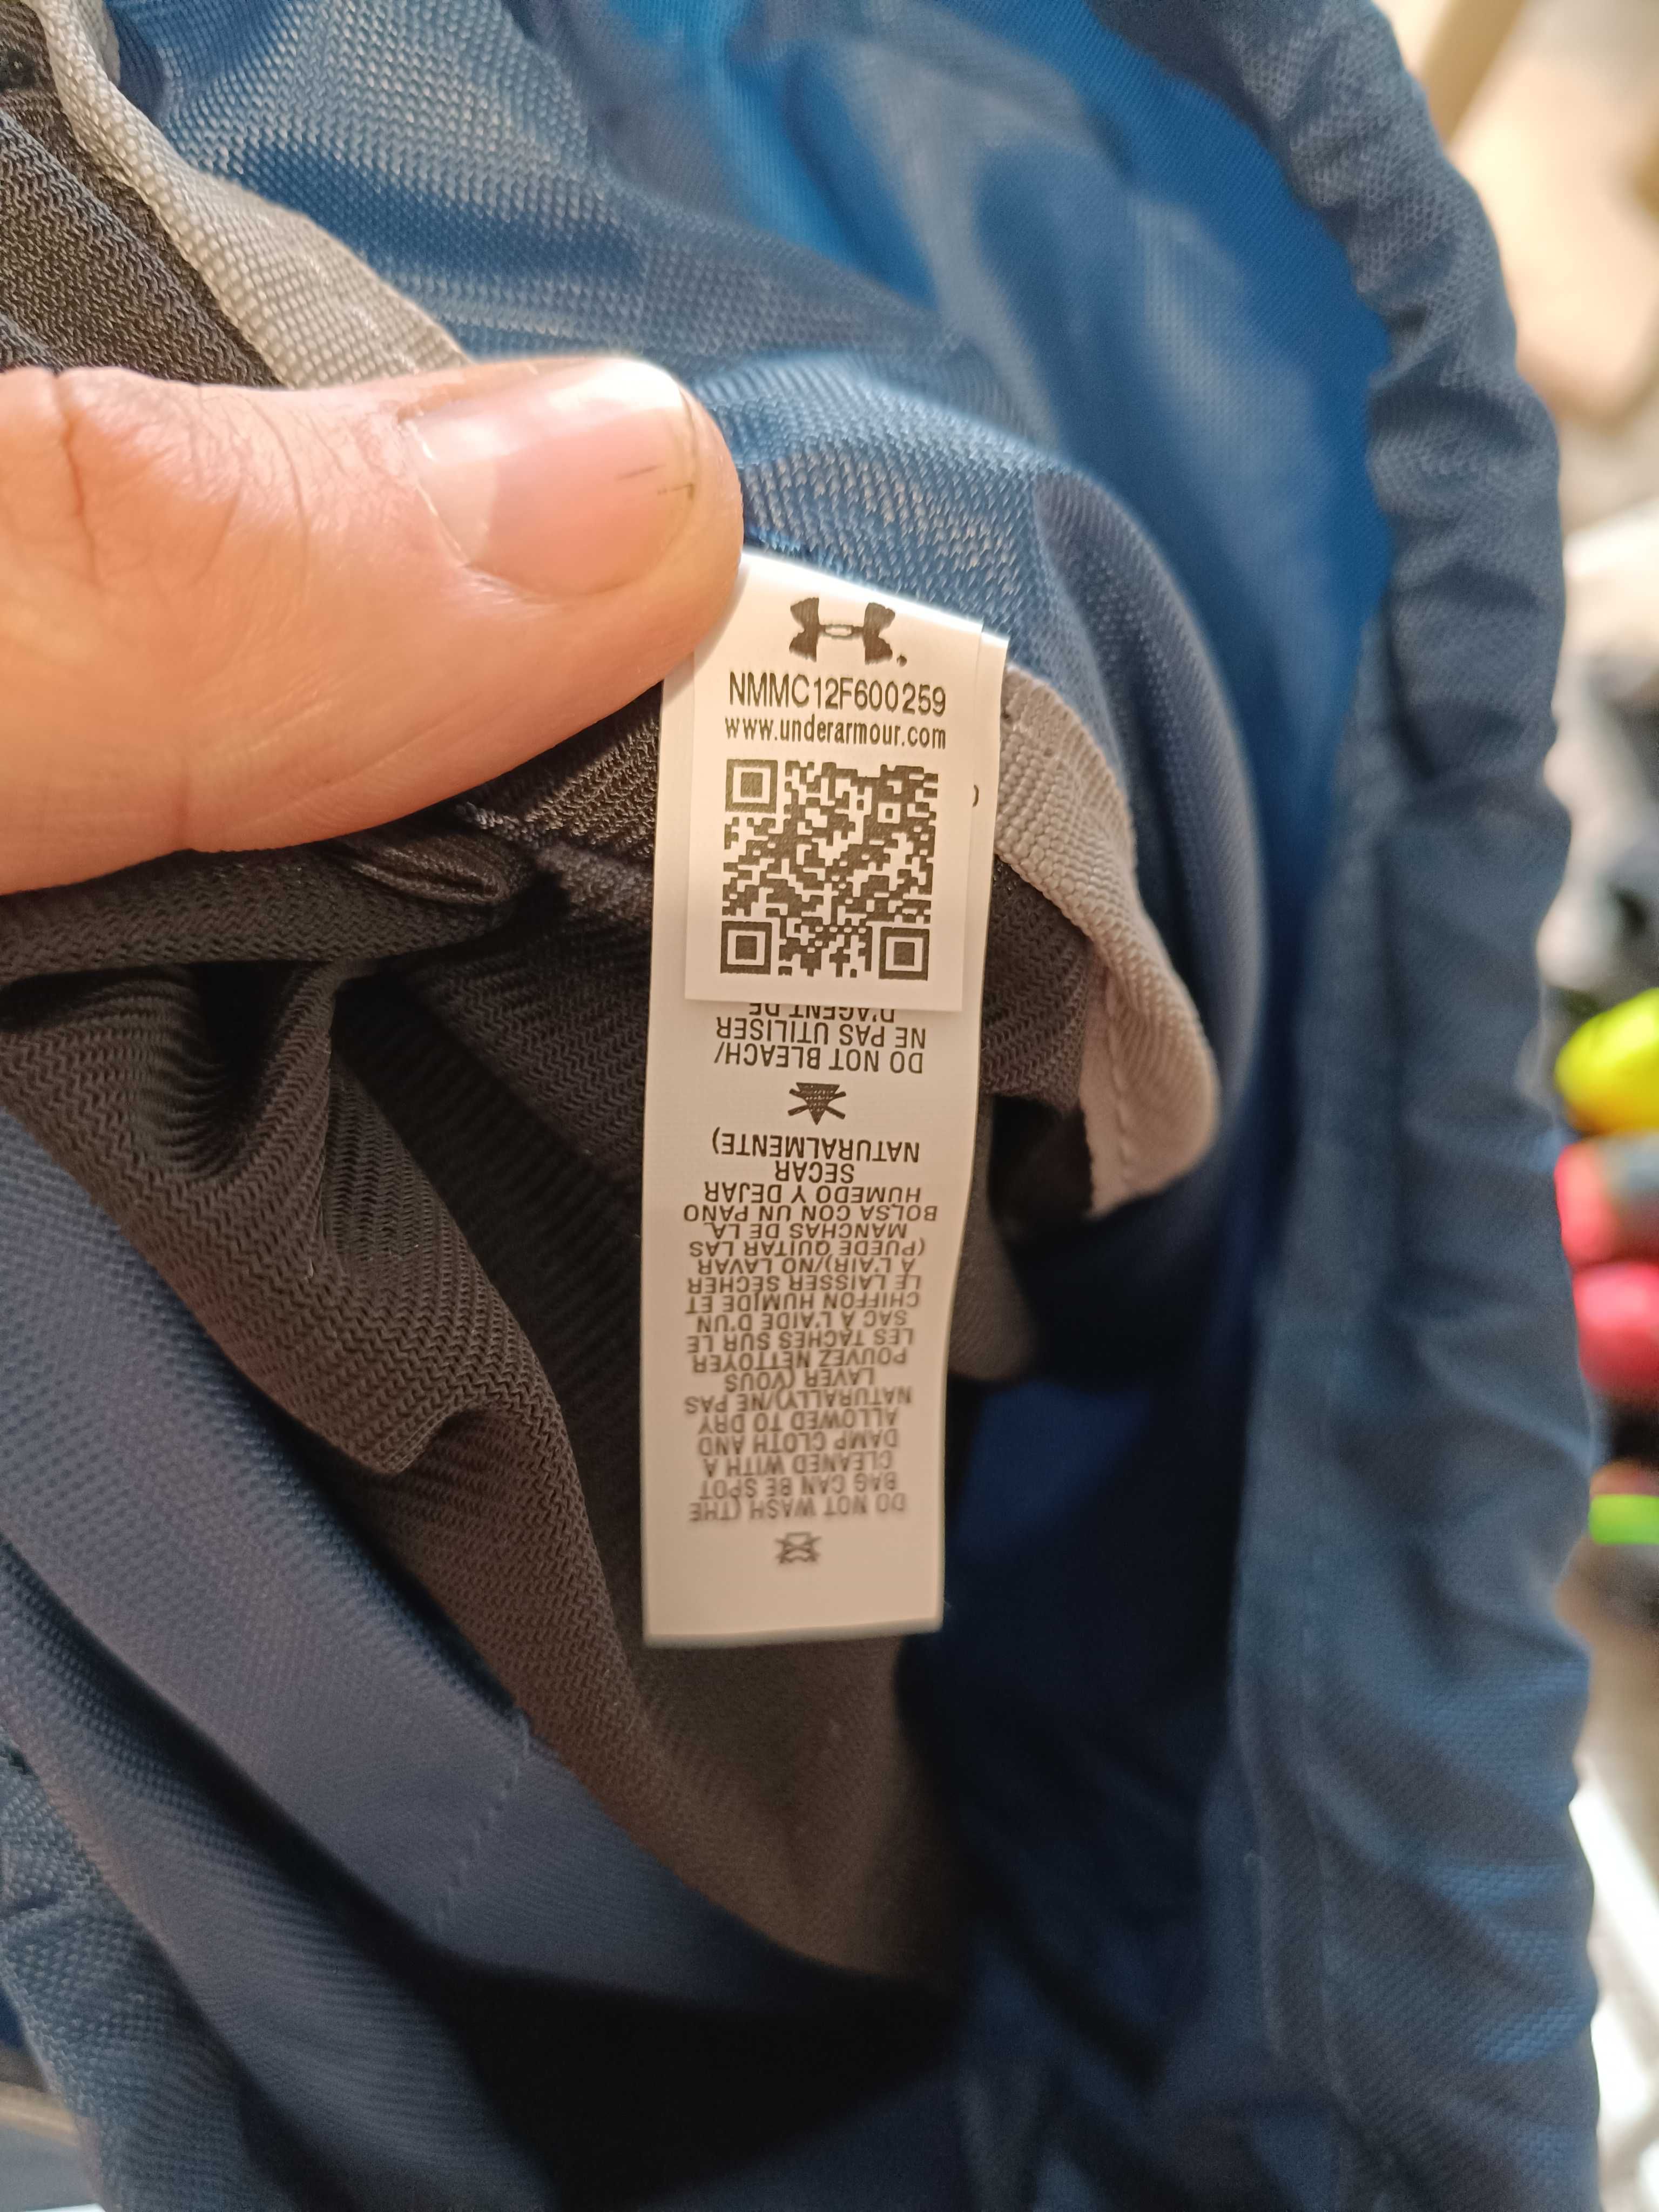 NMMC12F600259
www.underarmour.com
DO NOT WASH (THE
BAG CAN BE SPOT
CLEANED WITH A
DAMP CLOTH AND
ALLOWED TO DRY
NATURALLY)/NE PAS
LAVER (VOUS
POUVEZ NETTOYER
LES TACHES SUR LE
SAC À L'AIDE D'UN
CHIFFON HUMIDE ET
LE LAISSER SÉCHER
À L'AIR)/NO LAVAR
(PUEDE QUITAR LAS
MANCHAS DE LA
BOLSA CON UN PAÑO
HÚMEDO Y DEJAR
SECAR
NATURALMENTE)
DO NOT BLEACH/
NE PAS UTILISER
D'AGENT DE